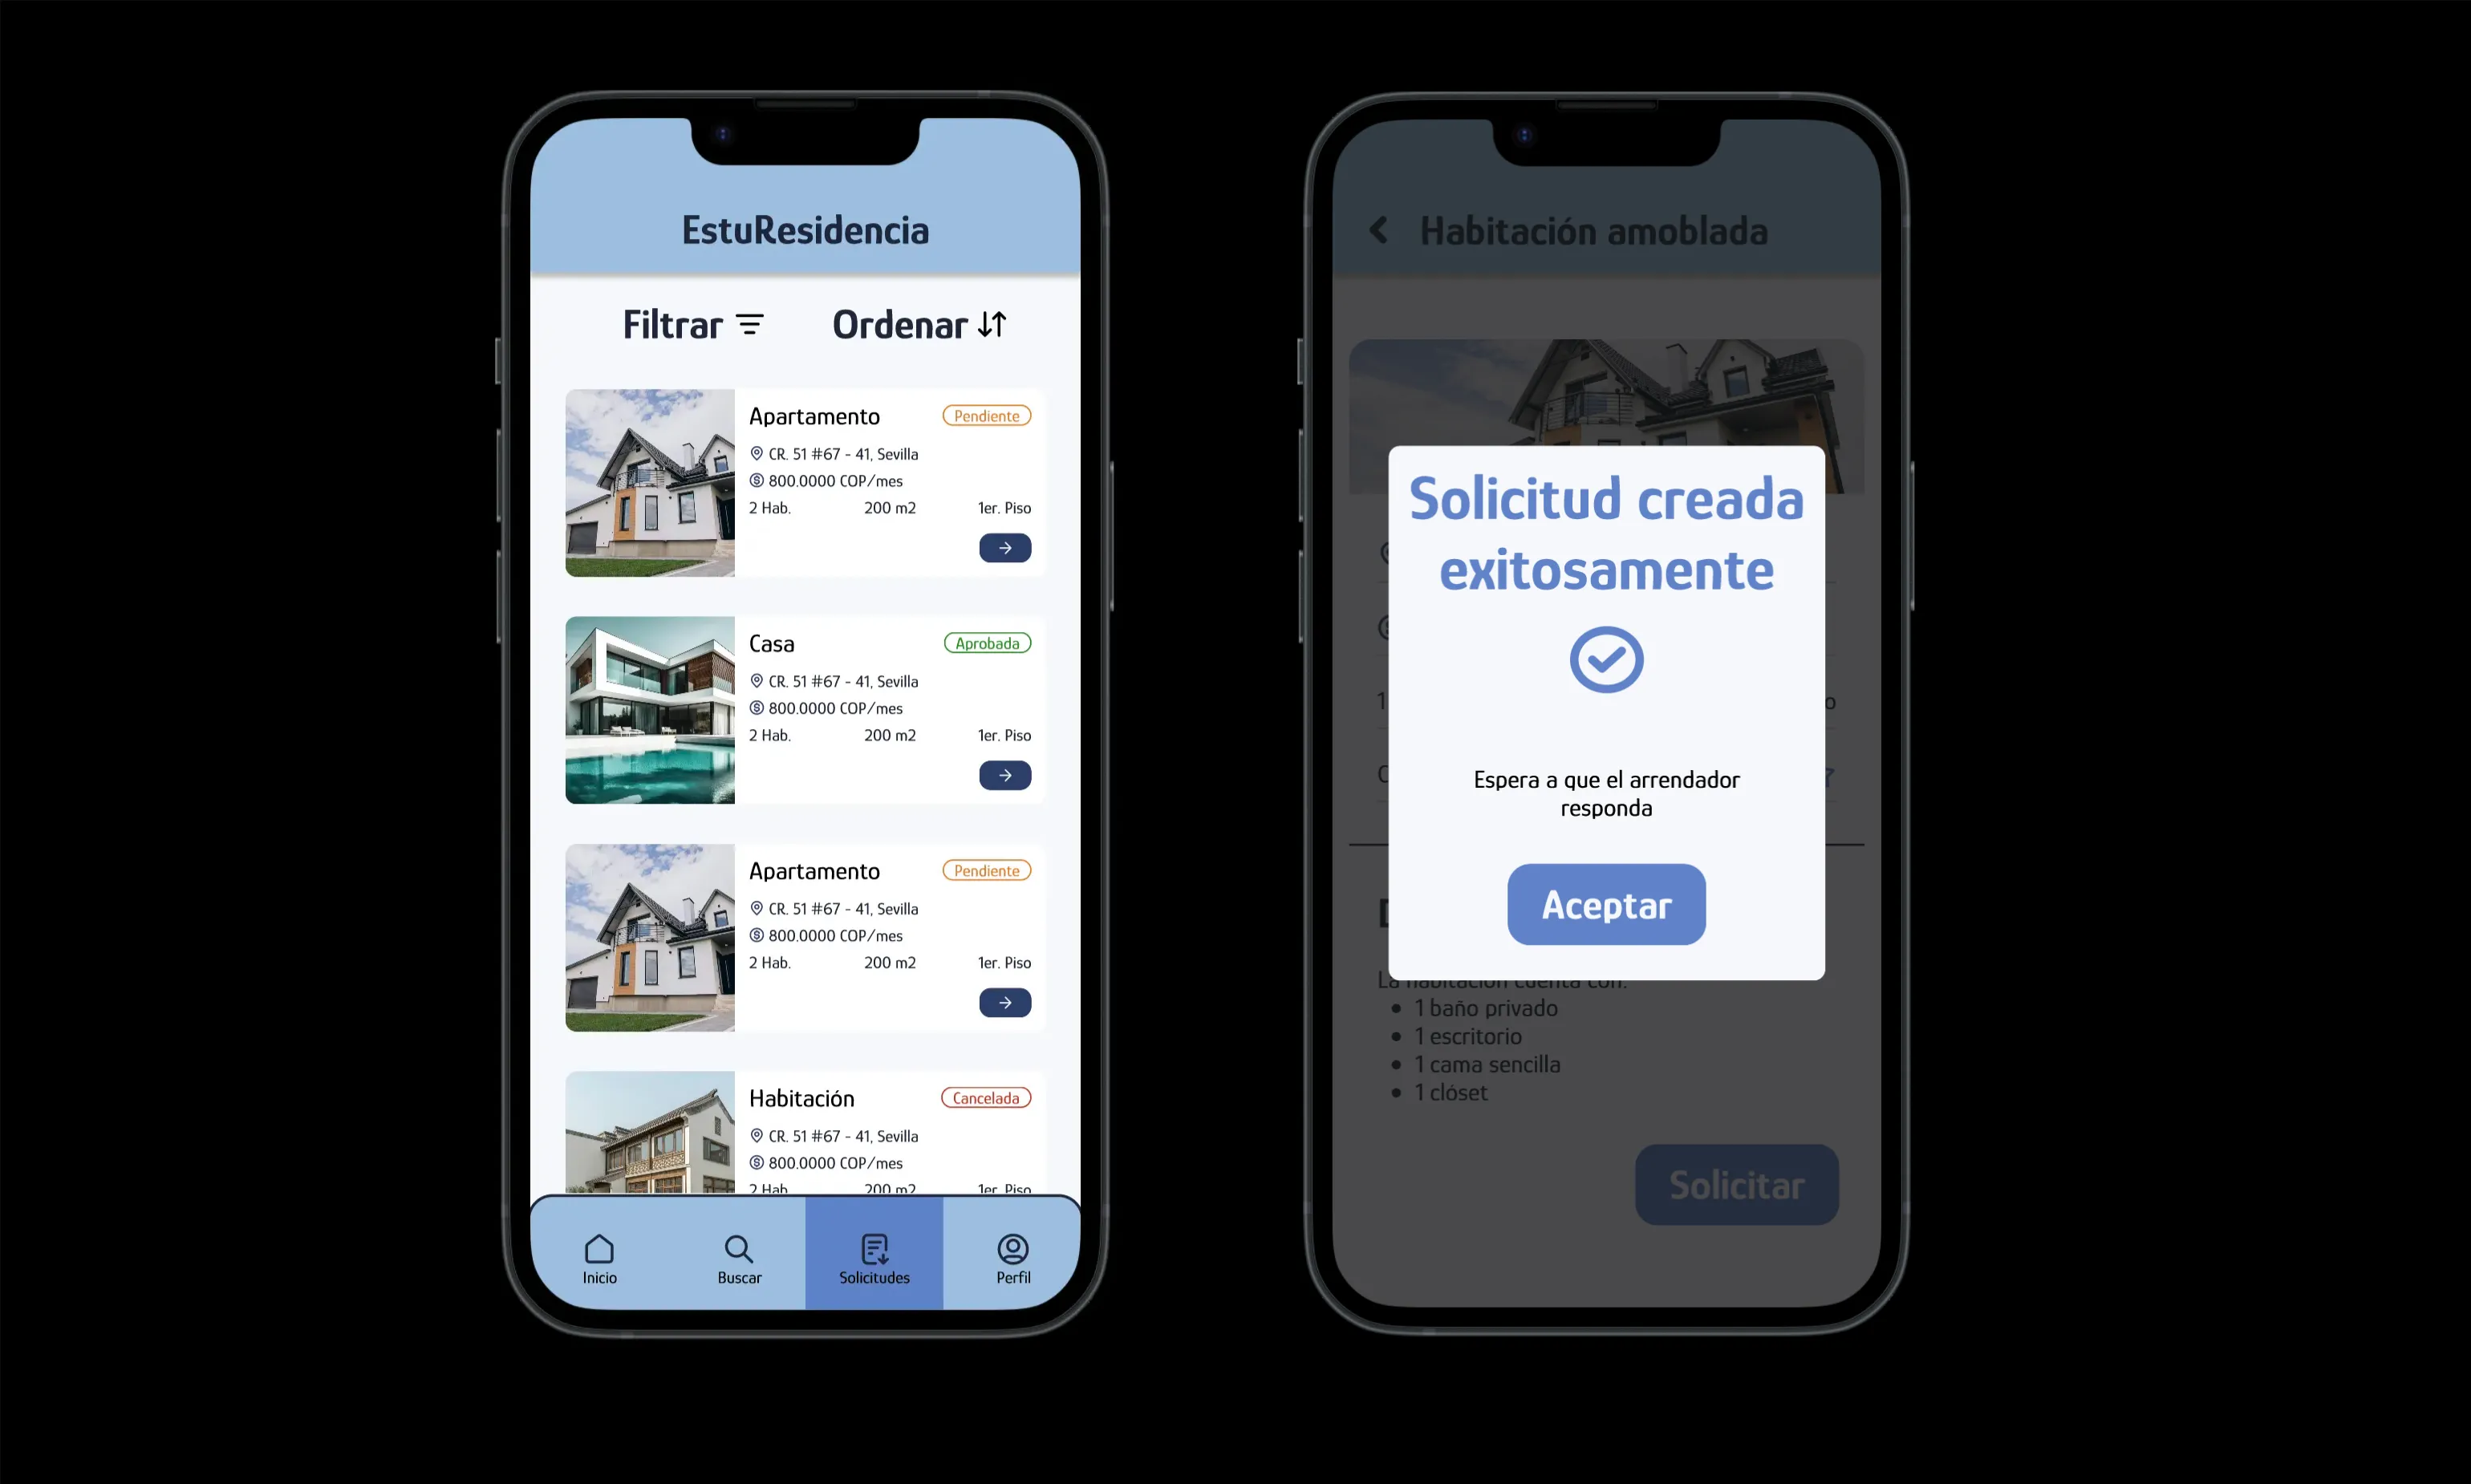 EstuResidencia
Filtrar
Ordenar
Apartamento
Pendiente
CR. 51 #67 - 41, Sevilla
800.0000 COP/mes
2 Hab. 200 m2 1er. Piso
Casa
Aprobada
CR. 51 #67 - 41, Sevilla
800.0000 COP/mes
2 Hab. 200 m2 1er. Piso
Apartamento
Pendiente
CR. 51 #67 - 41, Sevilla
800.0000 COP/mes
2 Hab. 200 m2 1er. Piso
Habitación
Cancelada
CR. 51 #67 - 41, Sevilla
800.0000 COP/mes
2 Hab. 200 m2 1er. Piso
Inicio
Buscar
Solicitudes
Perfil
Habitación amoblada
Solicitud creada
exitosamente
Espera a que el arrendador
responda
Aceptar
La habitación cuenta con:
1 baño privado
1 escritorio
1 cama sencilla
1 clóset
Solicitar